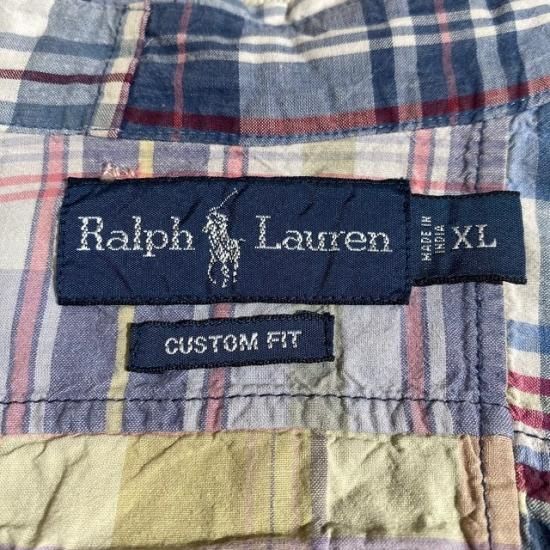 Ralph Lauren
MADE IN
INDIA
XL
CUSTOM FIT